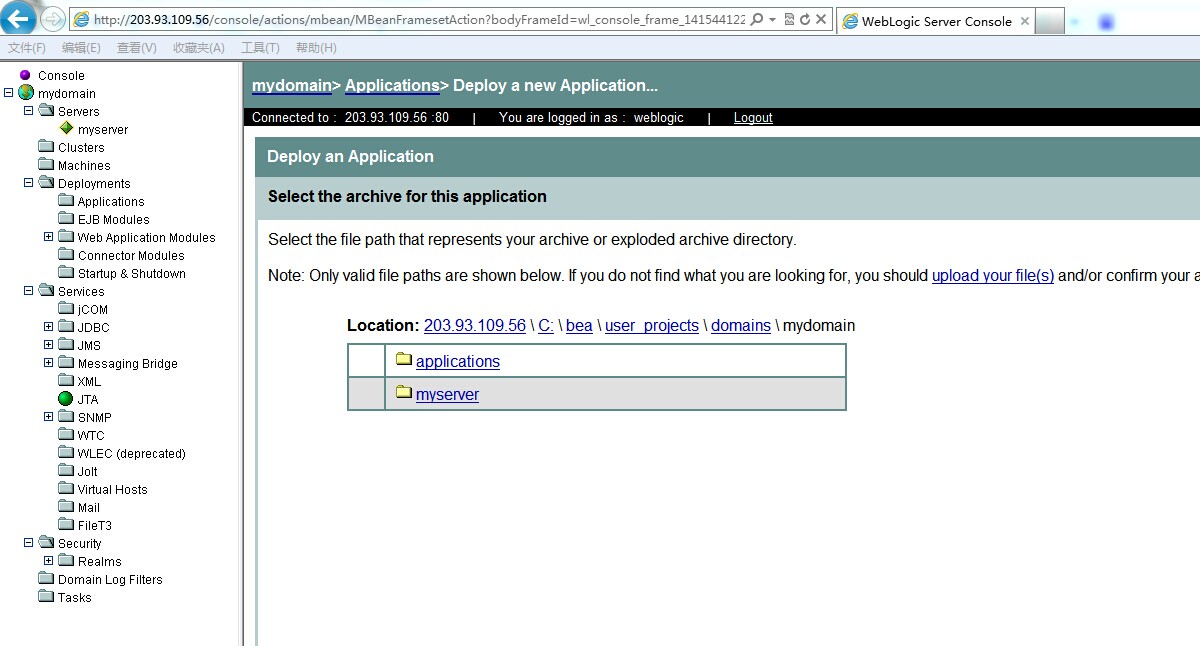 http://203.93.109.56/console/actions/mbean/MBeanFramesetAction?bodyFrameId=wl_console_frame_141544122
WebLogic Server Console
文件(F) 编辑(E) 查看(V) 收藏夹(A) 工具(T) 帮助(H)
Console
mydomain
Servers
myserver
Clusters
Machines
Deployments
Applications
EJB Modules
Web Application Modules
Connector Modules
Startup & Shutdown
Services
jCOM
JDBC
JMS
Messaging Bridge
XML
JTA
SNMP
WTC
WLEC (deprecated)
Jolt
Virtual Hosts
Mail
FileT3
Security
Realms
Domain Log Filters
Tasks
mydomain> Applications> Deploy a new Application...
Connected to : 203.93.109.56 :80 | You are logged in as : weblogic | Logout
Deploy an Application
Select the archive for this application
Select the file path that represents your archive or exploded archive directory.
Note: Only valid file paths are shown below. If you do not find what you are looking for, you should upload your file(s) and/or confirm your a
Location: 203.93.109.56 \ C: \ bea \ user_projects \ domains \ mydomain
applications
myserver